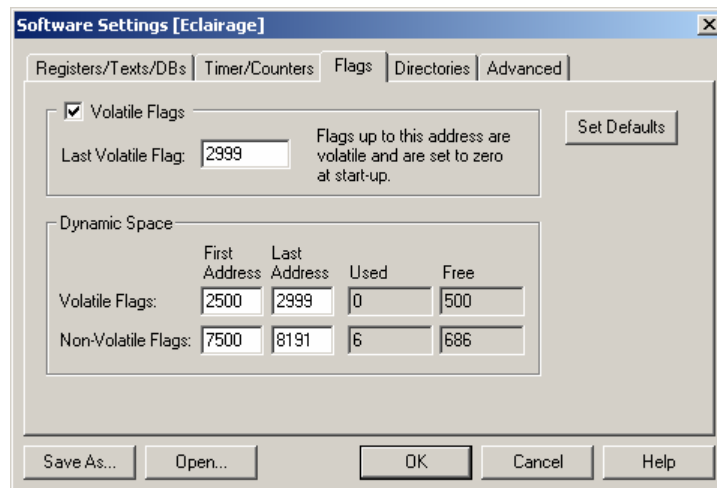 Software Settings [Eclairage]
Registers/Texts/DBs Timer/Counters Flags Directories Advanced
Volatile Flags
Last Volatile Flag: 2999
Flags up to this address are
volatile and are set to zero
at start-up.
Set Defaults
Dynamic Space
First Last
Address Address Used Free
Volatile Flags: 2500 2999 0 500
Non-Volatile Flags: 7500 8191 6 686
Save As... Open... OK Cancel Help